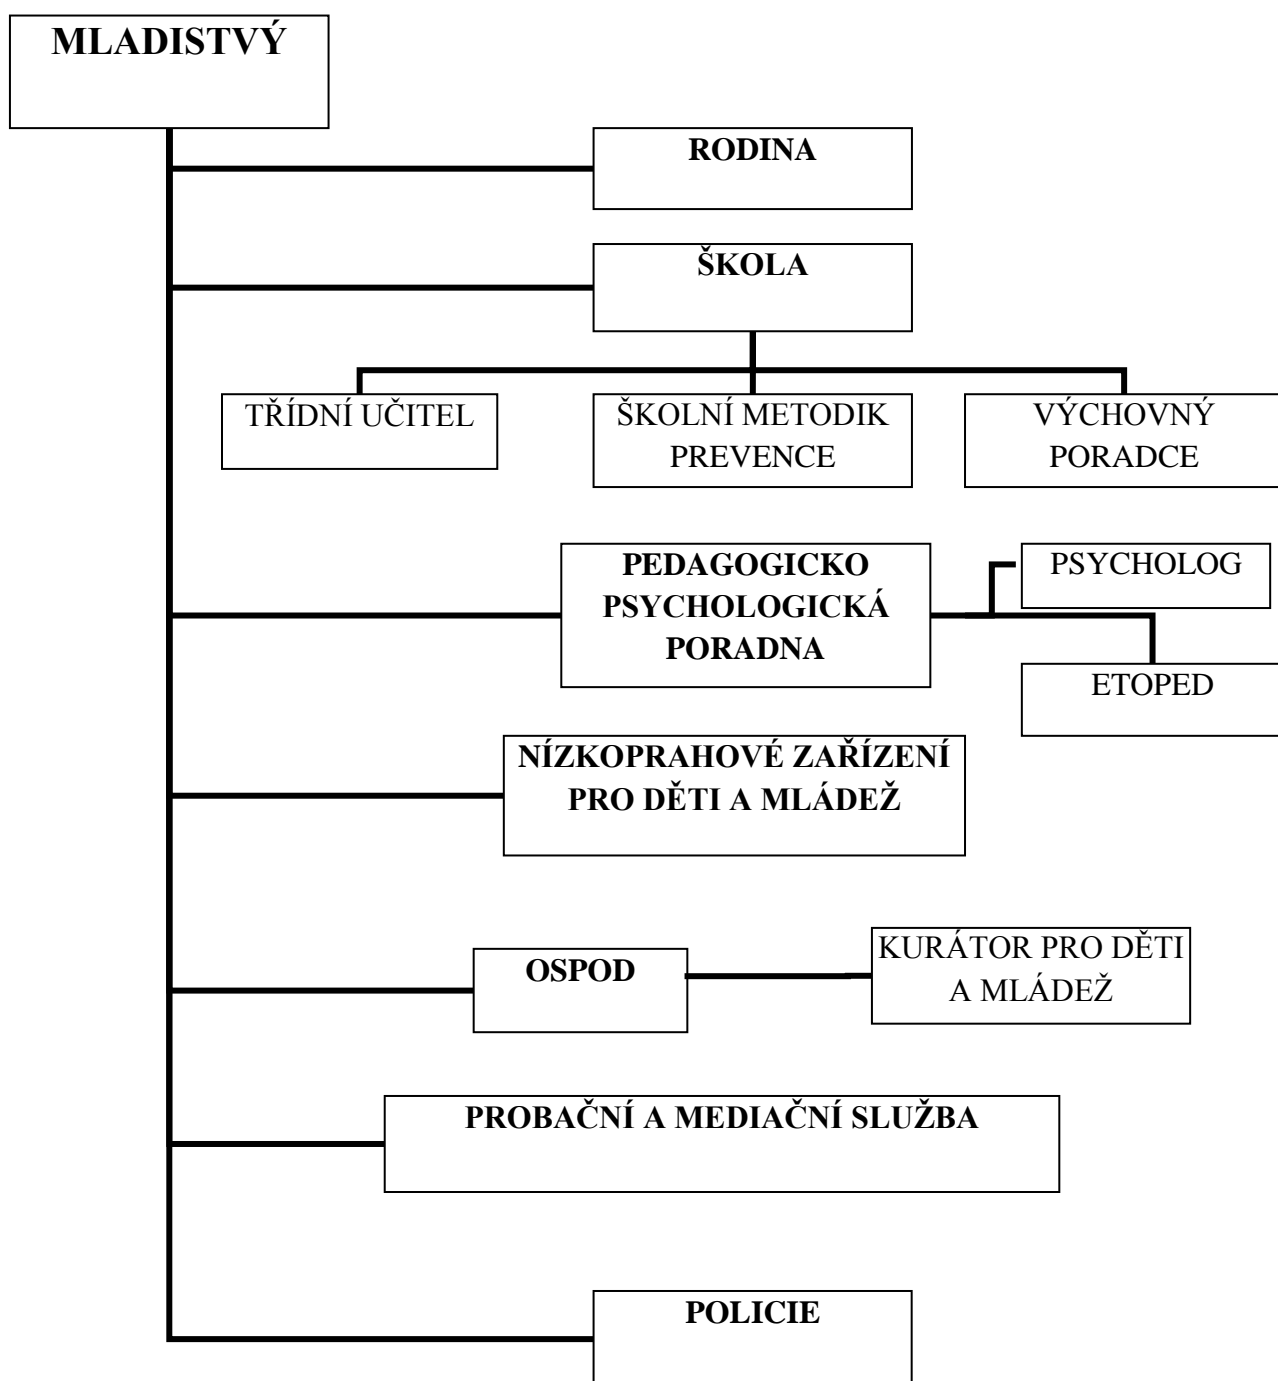 MLADISTVÝ
RODINA
ŠKOLA
TŘÍDNÍ UČITEL
ŠKOLNÍ METODIK
PREVENCE
VÝCHOVNÝ
PORADCE
PEDAGOGICKO
PSYCHOLOGICKÁ
PORADNA
PSYCHOLOG
ETOPED
NÍZKOPRAHOVÉ ZAŘÍZENÍ
PRO DĚTI A MLÁDEŽ
OSPOD
KURÁTOR PRO DĚTI
A MLÁDEŽ
PROBAČNÍ A MEDIAČNÍ SLUŽBA
POLICIE